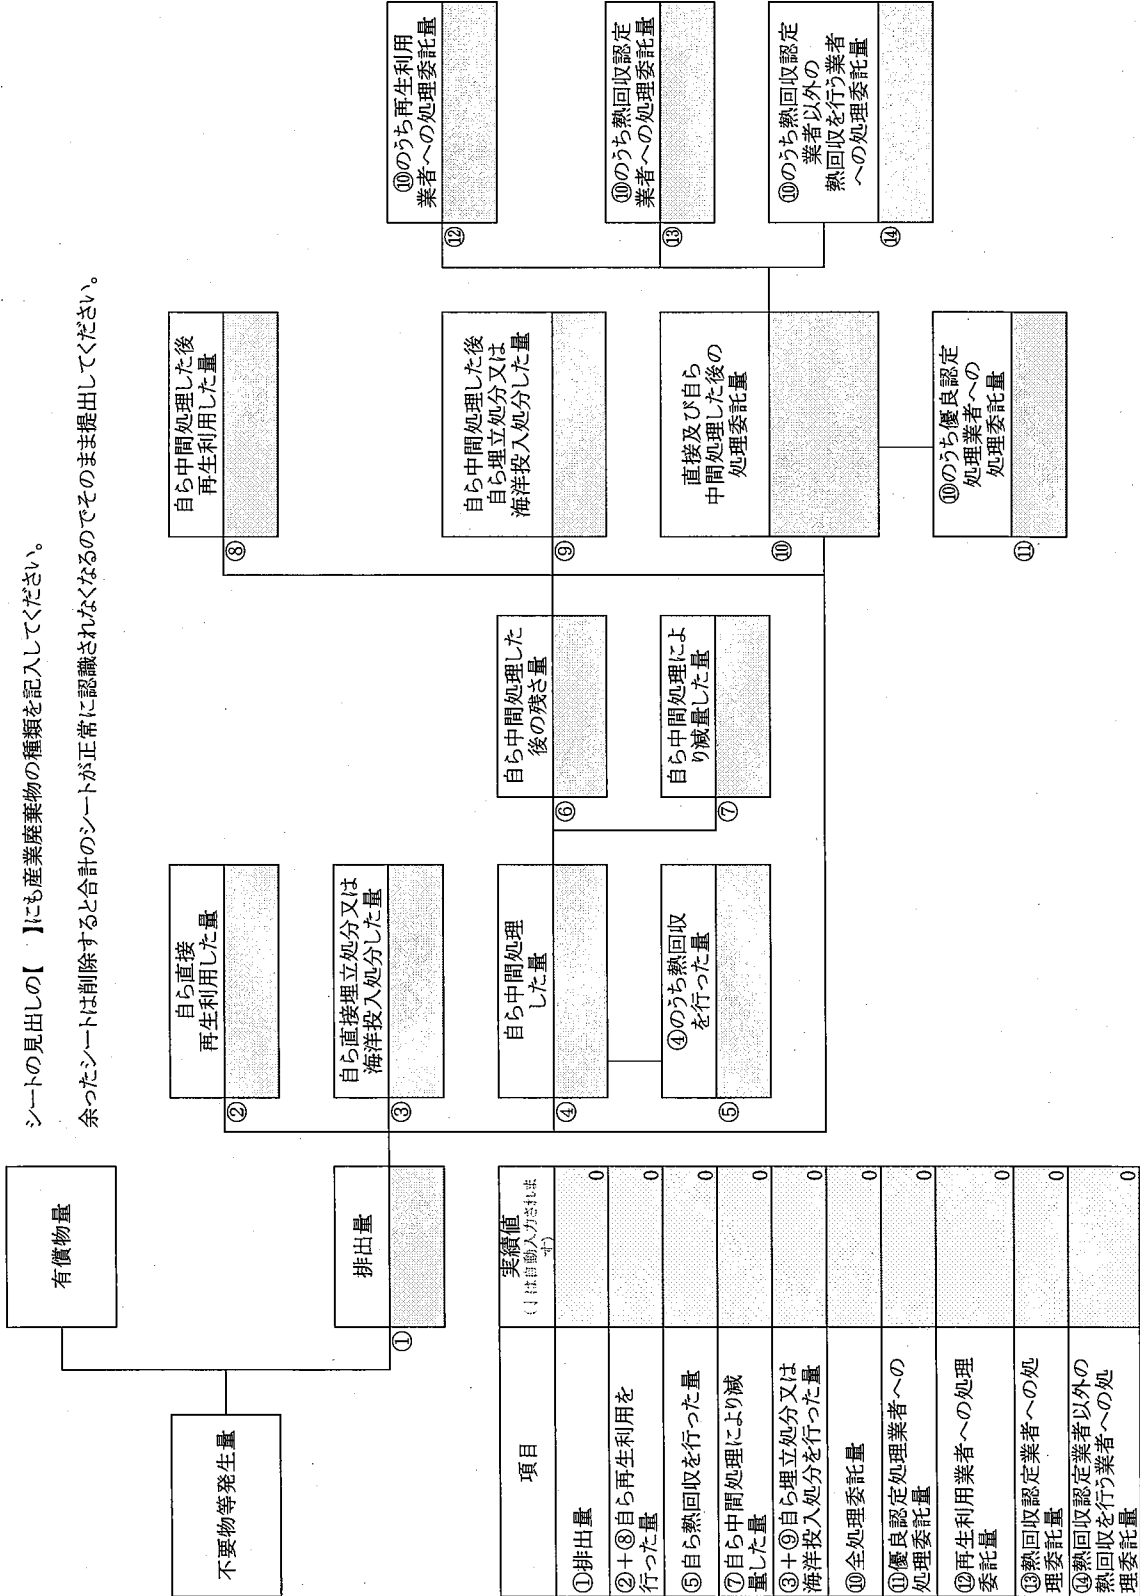 シートの見出しの【　】にも産業廃棄物の種類を記入してください。
余ったシートは削除すると合計のシートが正常に認識されなくなるのでそのまま提出してください。
不要物等発生量
有償物量
排出量
①
自ら直接
再生利用した量
②
自ら直接埋立処分又は
海洋投入処分した量
③
自ら中間処理
した量
④
④のうち熱回収
を行った量
⑤
自ら中間処理した
後の残さ量
⑥
自ら中間処理によ
り減量した量
⑦
自ら中間処理した後
再生利用した量
⑧
自ら中間処理した後
自ら埋立処分又は
海洋投入処分した量
⑨
直接及び自ら
中間処理した後の
処理委託量
⑩
⑩のうち優良認定
処理業者への
処理委託量
⑪
⑩のうち再生利用
業者への処理委託量
⑫
⑩のうち熱回収認定
業者への処理委託量
⑬
⑩のうち熱回収認定
業者以外の
熱回収を行う業者
への処理委託量
⑭
項目 実績値
は自動入力されま
す)
①排出量 0
②+⑧自ら再生利用を
行った量 0
⑤自ら熱回収を行った量 0
⑦自ら中間処理により減
量した量 0
③+⑨自ら埋立処分又は
海洋投入処分を行った量 0
⑩全処理委託量 0
⑪優良認定処理業者への
処理委託量 0
⑫再生利用業者への処理
委託量 0
⑬熱回収認定業者への処
理委託量 0
⑭熱回収認定業者以外の
熱回収を行う業者への処
理委託量 0